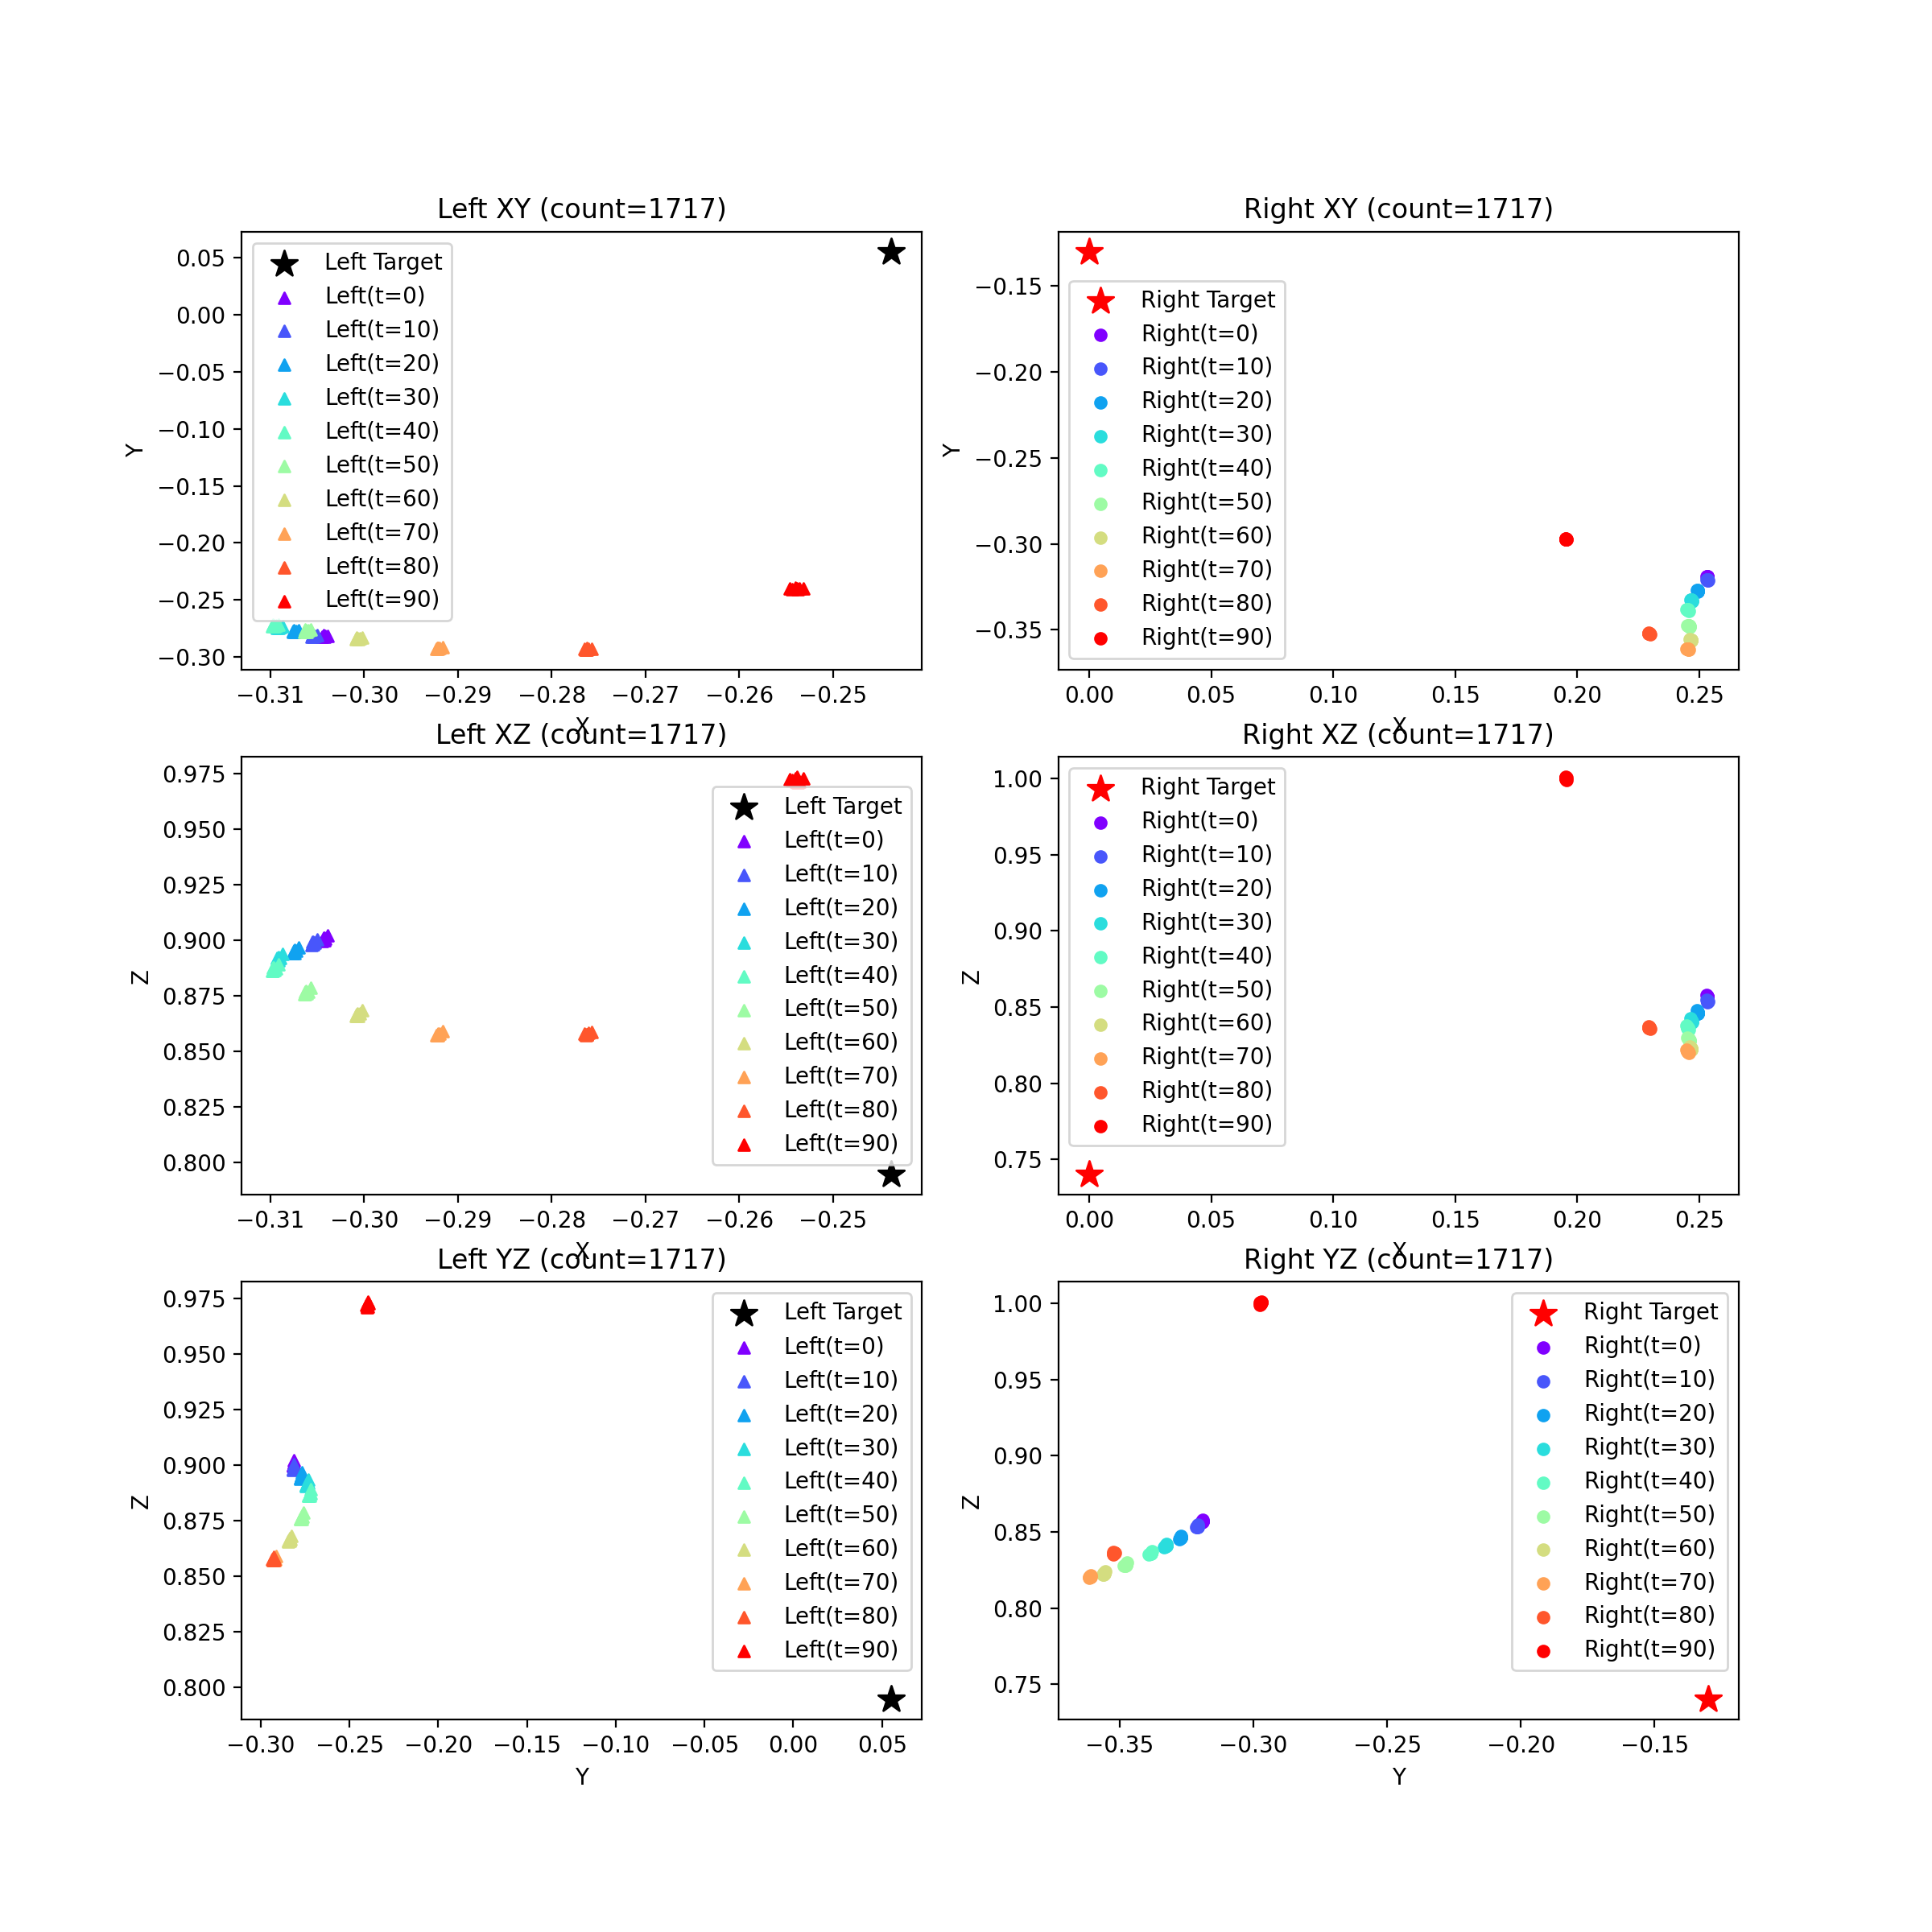 Left XY (count=1717)
Y
0.05
0.00
−0.05
−0.10
−0.15
−0.20
−0.25
−0.30
Left Target
Left(t=0)
Left(t=10)
Left(t=20)
Left(t=30)
Left(t=40)
Left(t=50)
Left(t=60)
Left(t=70)
Left(t=80)
Left(t=90)
−0.31 −0.30 −0.29 −0.28 −0.27 −0.26 −0.25
X
Right XY (count=1717)
Y
−0.15
−0.20
−0.25
−0.30
−0.35
Right Target
Right(t=0)
Right(t=10)
Right(t=20)
Right(t=30)
Right(t=40)
Right(t=50)
Right(t=60)
Right(t=70)
Right(t=80)
Right(t=90)
0.00 0.05 0.10 0.15 0.20 0.25
X
Left XZ (count=1717)
Z
0.975
0.950
0.925
0.900
0.875
0.850
0.825
0.800
Left Target
Left(t=0)
Left(t=10)
Left(t=20)
Left(t=30)
Left(t=40)
Left(t=50)
Left(t=60)
Left(t=70)
Left(t=80)
Left(t=90)
−0.31 −0.30 −0.29 −0.28 −0.27 −0.26 −0.25
X
Right XZ (count=1717)
Z
1.00
0.95
0.90
0.85
0.80
0.75
Right Target
Right(t=0)
Right(t=10)
Right(t=20)
Right(t=30)
Right(t=40)
Right(t=50)
Right(t=60)
Right(t=70)
Right(t=80)
Right(t=90)
0.00 0.05 0.10 0.15 0.20 0.25
X
Left YZ (count=1717)
Z
0.975
0.950
0.925
0.900
0.875
0.850
0.825
0.800
Left Target
Left(t=0)
Left(t=10)
Left(t=20)
Left(t=30)
Left(t=40)
Left(t=50)
Left(t=60)
Left(t=70)
Left(t=80)
Left(t=90)
−0.30 −0.25 −0.20 −0.15 −0.10 −0.05 0.00 0.05
Y
Right YZ (count=1717)
Z
1.00
0.95
0.90
0.85
0.80
0.75
Right Target
Right(t=0)
Right(t=10)
Right(t=20)
Right(t=30)
Right(t=40)
Right(t=50)
Right(t=60)
Right(t=70)
Right(t=80)
Right(t=90)
−0.35 −0.30 −0.25 −0.20 −0.15
Y